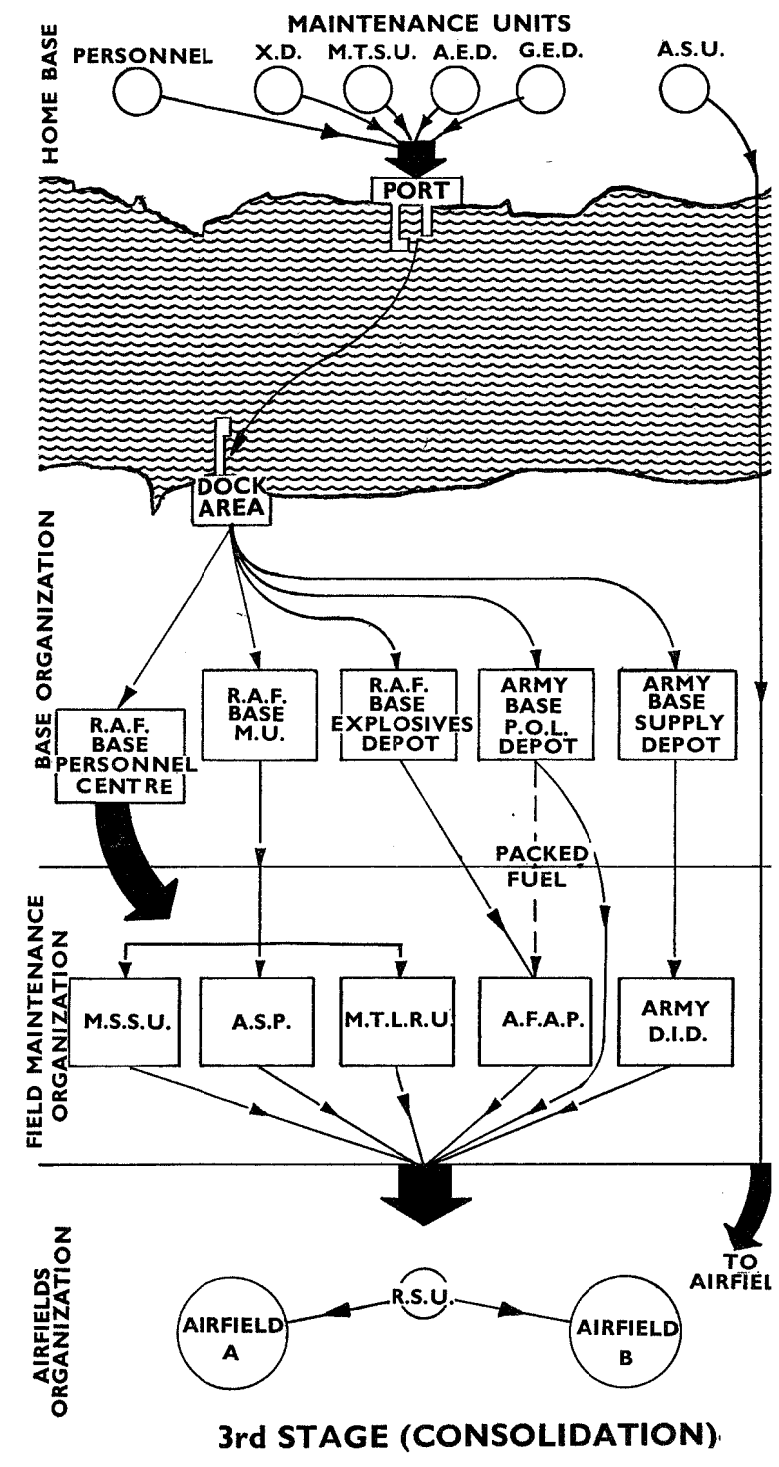 MAINTENANCE UNITS
PERSONNEL
X.D.
M.T.S.U.
A.E.D.
G.E.D.
A.S.U.
HOME BASE
PORT
DOCK
AREA
BASE ORGANIZATION
R.A.F.
BASE
PERSONNEL
CENTRE
R.A.F.
BASE
M.U.
R.A.F.
BASE
EXPLOSIVES
DEPOT
ARMY
BASE
P.O.L.
DEPOT
ARMY
BASE
SUPPLY
DEPOT
PACKED
FUEL
FIELD MAINTENANCE
ORGANIZATION
M.S.S.U.
A.S.P.
M.T.L.R.U.
A.F.A.P.
ARMY
D.I.D.
AIRFIELDS
ORGANIZATION
R.S.U.
AIRFIELD
A
AIRFIELD
B
TO
AIRFIEL
3rd STAGE (CONSOLIDATION)